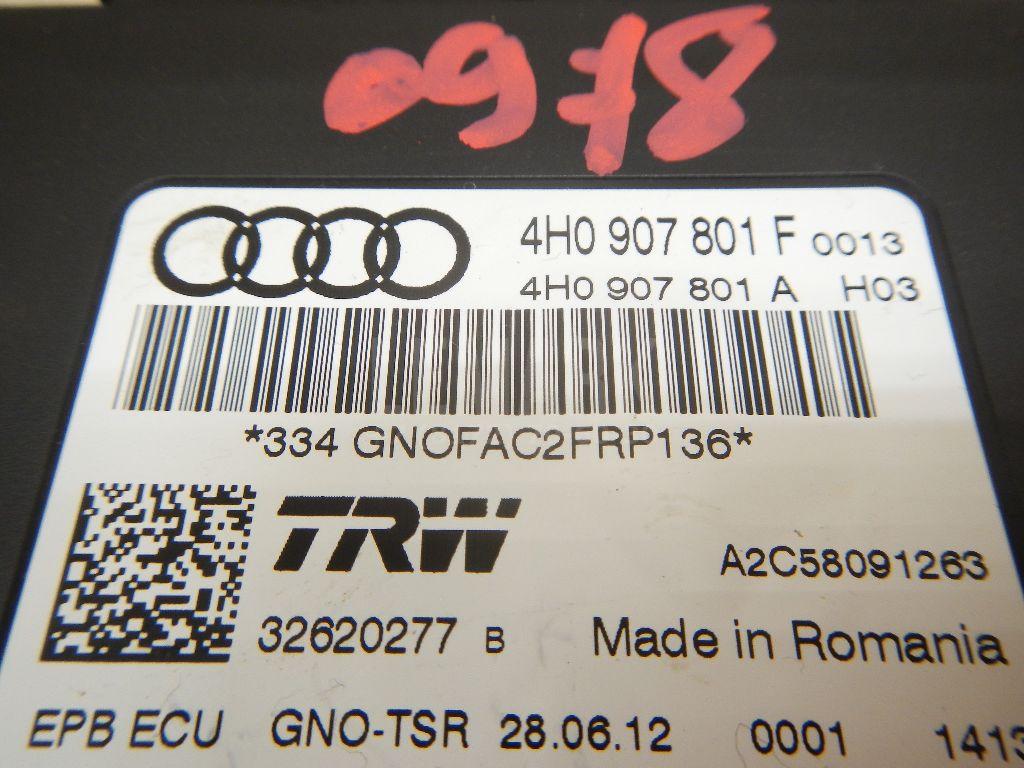 0978
4H0 907 801 F 0013
4H0 907 801 A H03
*334 GNOFAC2FRP136*
TRW
A2C58091263
32620277 B Made in Romania
EPB ECU GNO-TSR 28.06.12 0001 1413